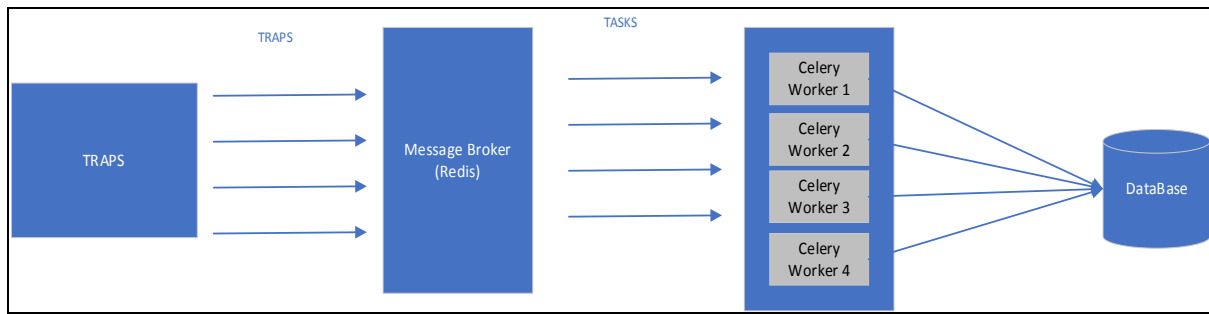 TRAPS
TRAPS
Message Broker
(Redis)
TASKS
Celery
Worker 1
Celery
Worker 2
Celery
Worker 3
Celery
Worker 4
DataBase